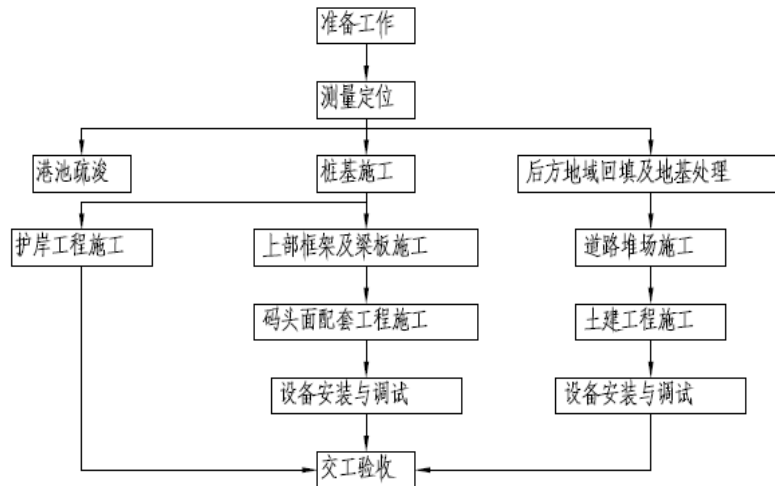 准备工作
测量定位
港池疏浚
桩基施工
后方地域回填及地基处理
护岸工程施工
上部框架及梁板施工
道路堆场施工
码头面配套工程施工
土建工程施工
设备安装与调试
设备安装与调试
交工验收